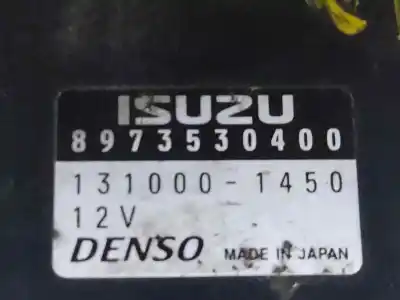 ISUZU
8973530400
131000-1450
12V
DENSO MADE IN JAPAN